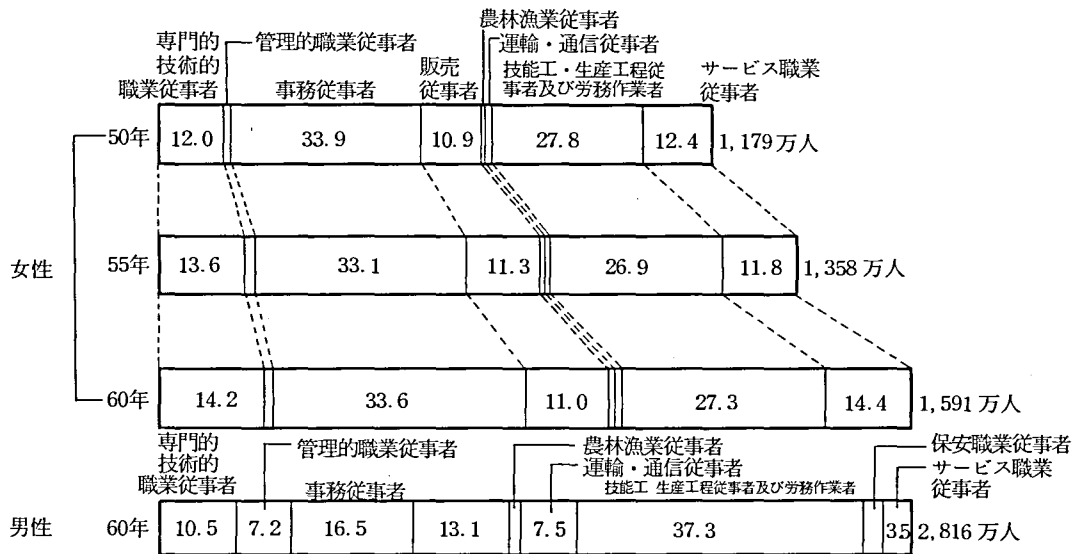 農林漁業従事者
専門的
技術的
職業従事者
管理的職業従事者
運輸・通信従事者
事務従事者
販売
従事者
技能工・生産工程従
事者及び労務作業者
サービス職業
従事者
50年 12.0 33.9 10.9 27.8 12.4 1,179万人
女性 55年 13.6 33.1 11.3 26.9 11.8 1,358万人
60年 14.2 33.6 11.0 27.3 14.4 1,591万人
専門的
技術的
職業従事者
管理的職業従事者
事務従事者
農林漁業従事者
運輸・通信従事者
技能工 生産工程従事者及び労務作業者
保安職業従事者
サービス職業
従事者
男性 60年 10.5 7.2 16.5 13.1 7.5 37.3 35 2,816万人